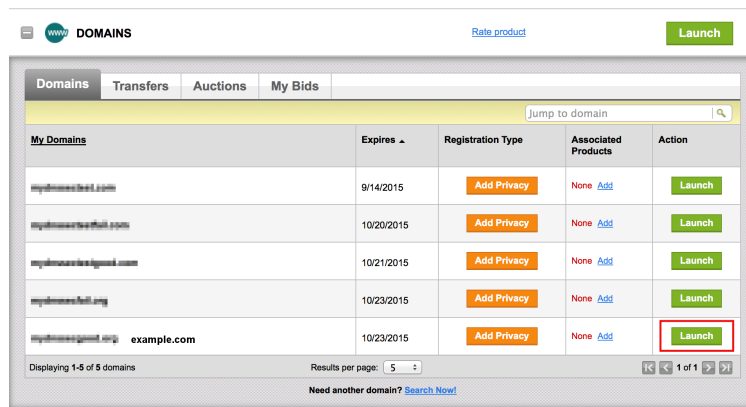 www DOMAINS
Rate product
Launch
Domains
Transfers
Auctions
My Bids
Jump to domain
My Domains
Expires
Registration Type
Associated
Products
Action
9/14/2015
Add Privacy
None Add
Launch
10/20/2015
Add Privacy
None Add
Launch
10/21/2015
Add Privacy
None Add
Launch
10/23/2015
Add Privacy
None Add
Launch
example.com
10/23/2015
Add Privacy
None Add
Launch
Displaying 1-5 of 5 domains
Results per page: 5
1 of 1
Need another domain? Search Now!